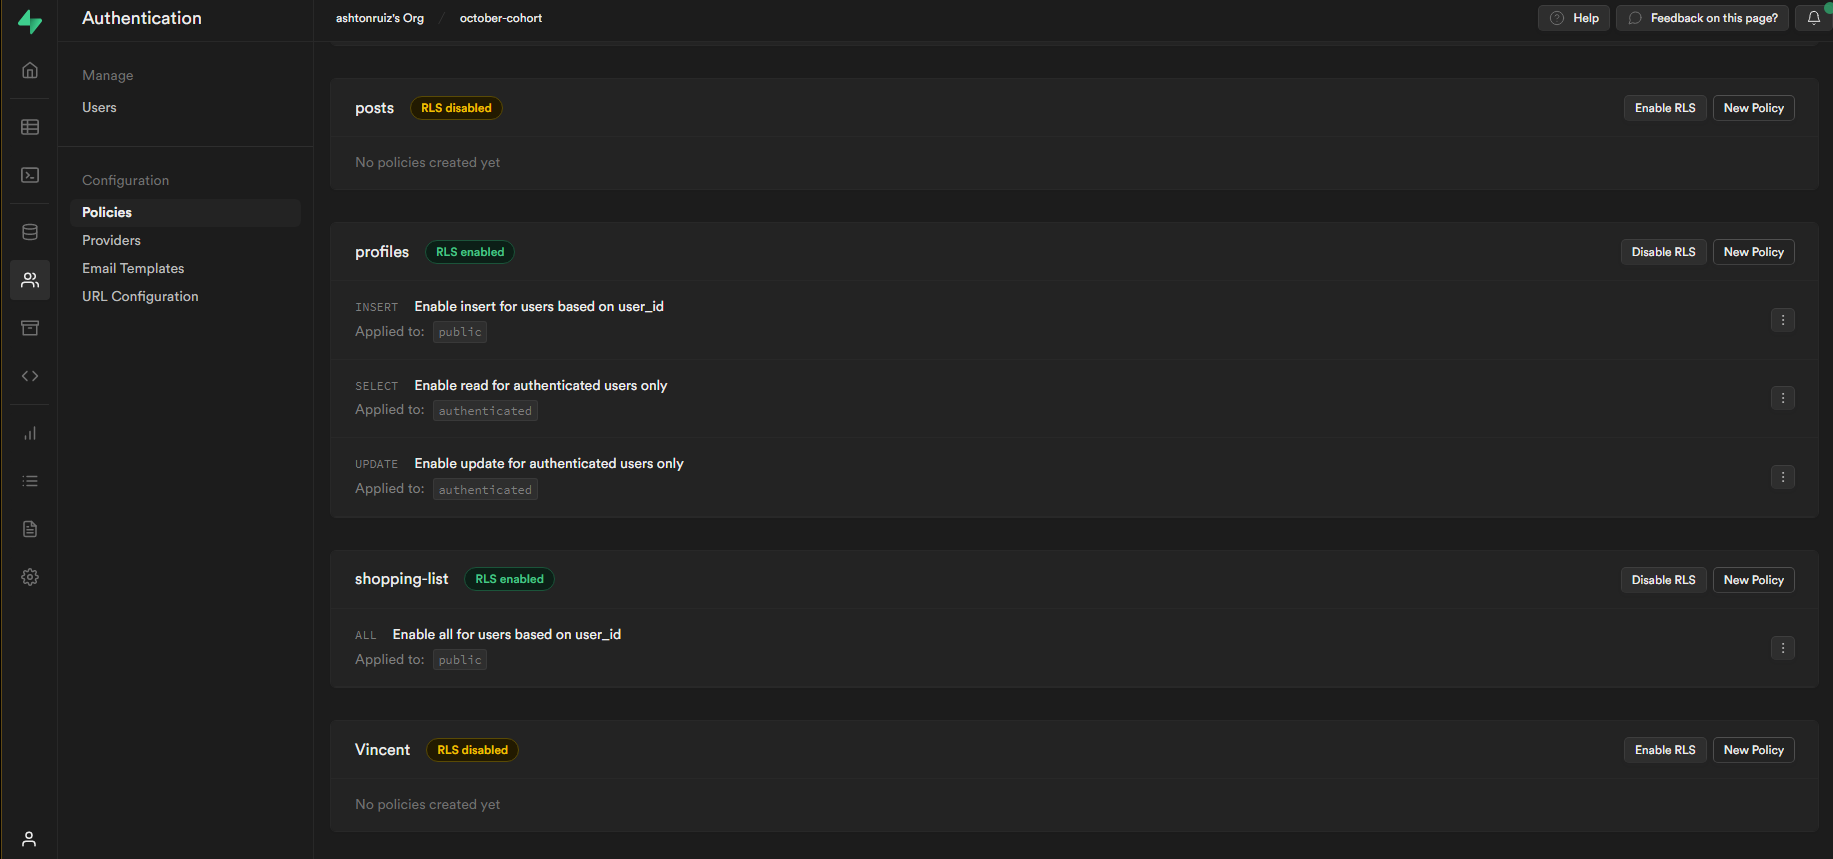 Authentication
ashtonruiz's Org / october-cohort
Help
Feedback on this page?
Manage
Users
Configuration
Policies
Providers
Email Templates
URL Configuration
posts RLS disabled
Enable RLS New Policy
No policies created yet
profiles RLS enabled
Disable RLS New Policy
INSERT Enable insert for users based on user_id
Applied to: public
SELECT Enable read for authenticated users only
Applied to: authenticated
UPDATE Enable update for authenticated users only
Applied to: authenticated
shopping-list RLS enabled
Disable RLS New Policy
ALL Enable all for users based on user_id
Applied to: public
Vincent RLS disabled
Enable RLS New Policy
No policies created yet